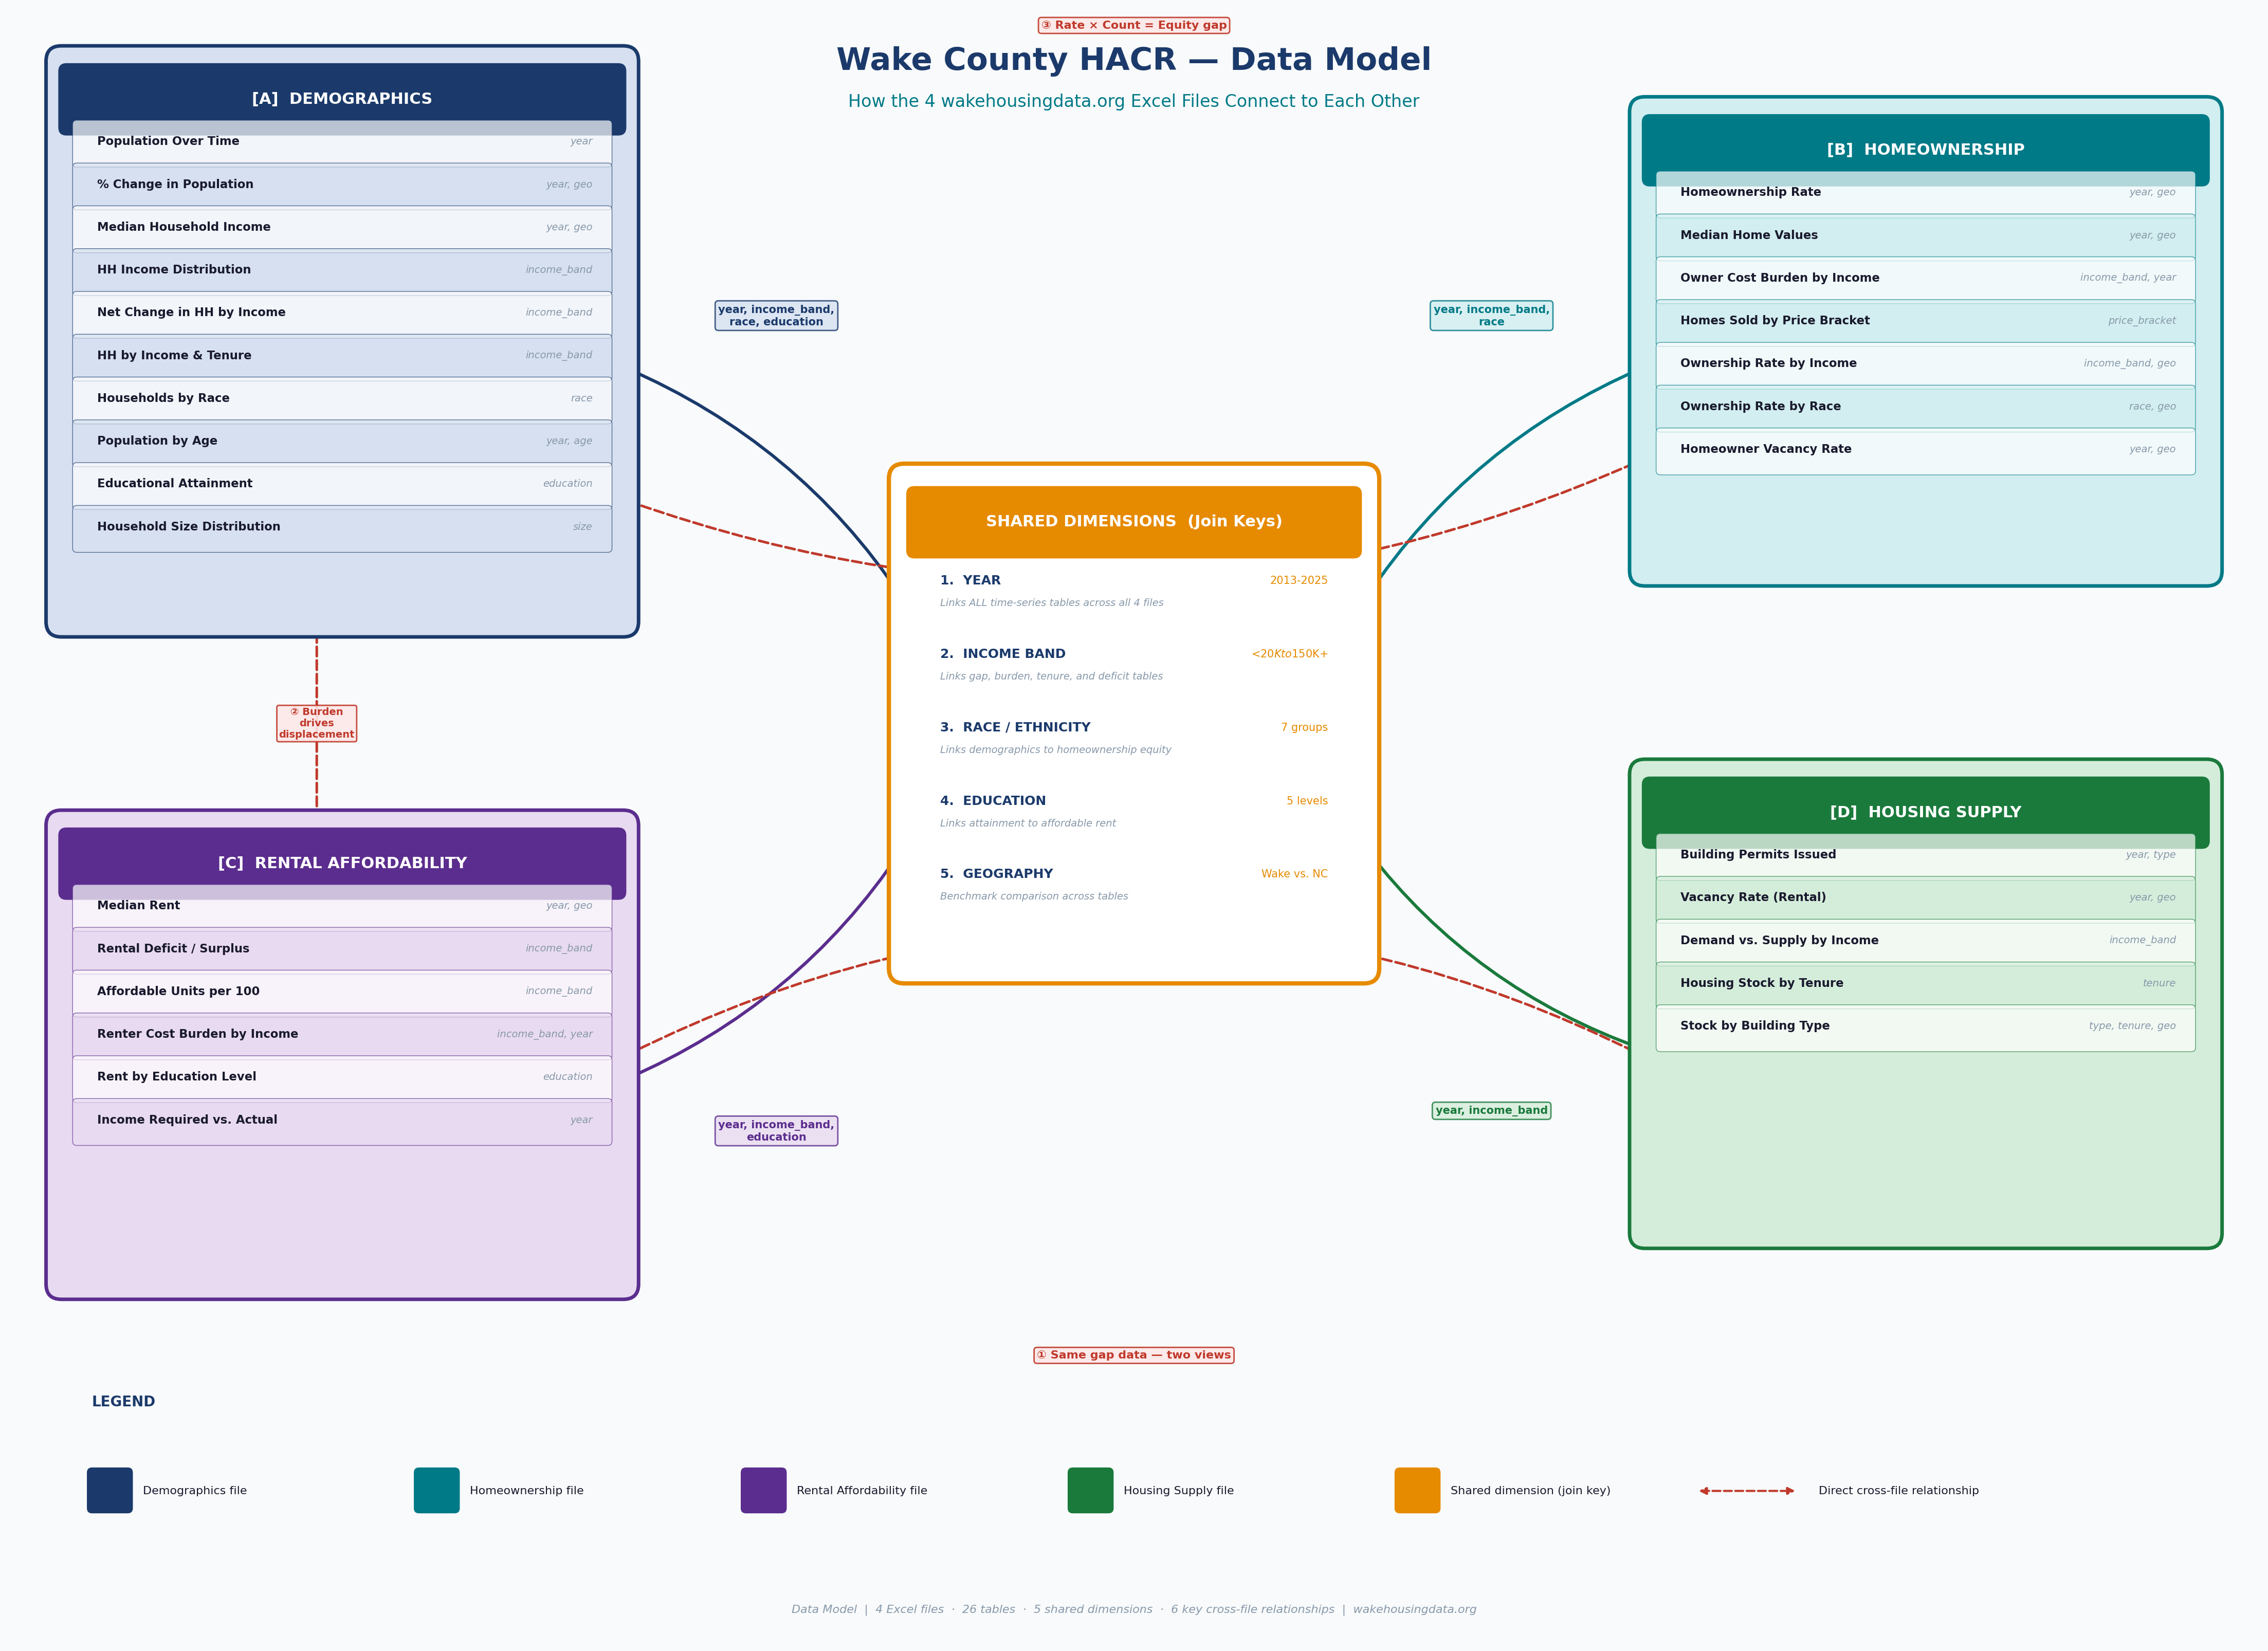 ③ Rate × Count = Equity gap
Wake County HACR — Data Model
How the 4 wakehousingdata.org Excel Files Connect to Each Other
[A]  DEMOGRAPHICS
Population Over Time year
% Change in Population year, geo
Median Household Income year, geo
HH Income Distribution income_band
Net Change in HH by Income income_band
HH by Income & Tenure income_band
Households by Race race
Population by Age year, age
Educational Attainment education
Household Size Distribution size
year, income_band,
race, education
year, income_band,
race
[B]  HOMEOWNERSHIP
Homeownership Rate year, geo
Median Home Values year, geo
Owner Cost Burden by Income income_band, year
Homes Sold by Price Bracket price_bracket
Ownership Rate by Income income_band, geo
Ownership Rate by Race race, geo
Homeowner Vacancy Rate year, geo
SHARED DIMENSIONS  (Join Keys)
1.  YEAR 2013-2025
Links ALL time-series tables across all 4 files
2.  INCOME BAND <20Kto150K+
Links gap, burden, tenure, and deficit tables
3.  RACE / ETHNICITY 7 groups
Links demographics to homeownership equity
4.  EDUCATION 5 levels
Links attainment to affordable rent
5.  GEOGRAPHY Wake vs. NC
Benchmark comparison across tables
② Burden
drives
displacement
[C]  RENTAL AFFORDABILITY
Median Rent year, geo
Rental Deficit / Surplus income_band
Affordable Units per 100 income_band
Renter Cost Burden by Income income_band, year
Rent by Education Level education
Income Required vs. Actual year
year, income_band,
education
[D]  HOUSING SUPPLY
Building Permits Issued year, type
Vacancy Rate (Rental) year, geo
Demand vs. Supply by Income income_band
Housing Stock by Tenure tenure
Stock by Building Type type, tenure, geo
year, income_band
① Same gap data — two views
LEGEND
Demographics file
Homeownership file
Rental Affordability file
Housing Supply file
Shared dimension (join key)
Direct cross-file relationship
Data Model  |  4 Excel files  ·  26 tables  ·  5 shared dimensions  ·  6 key cross-file relationships  |  wakehousingdata.org